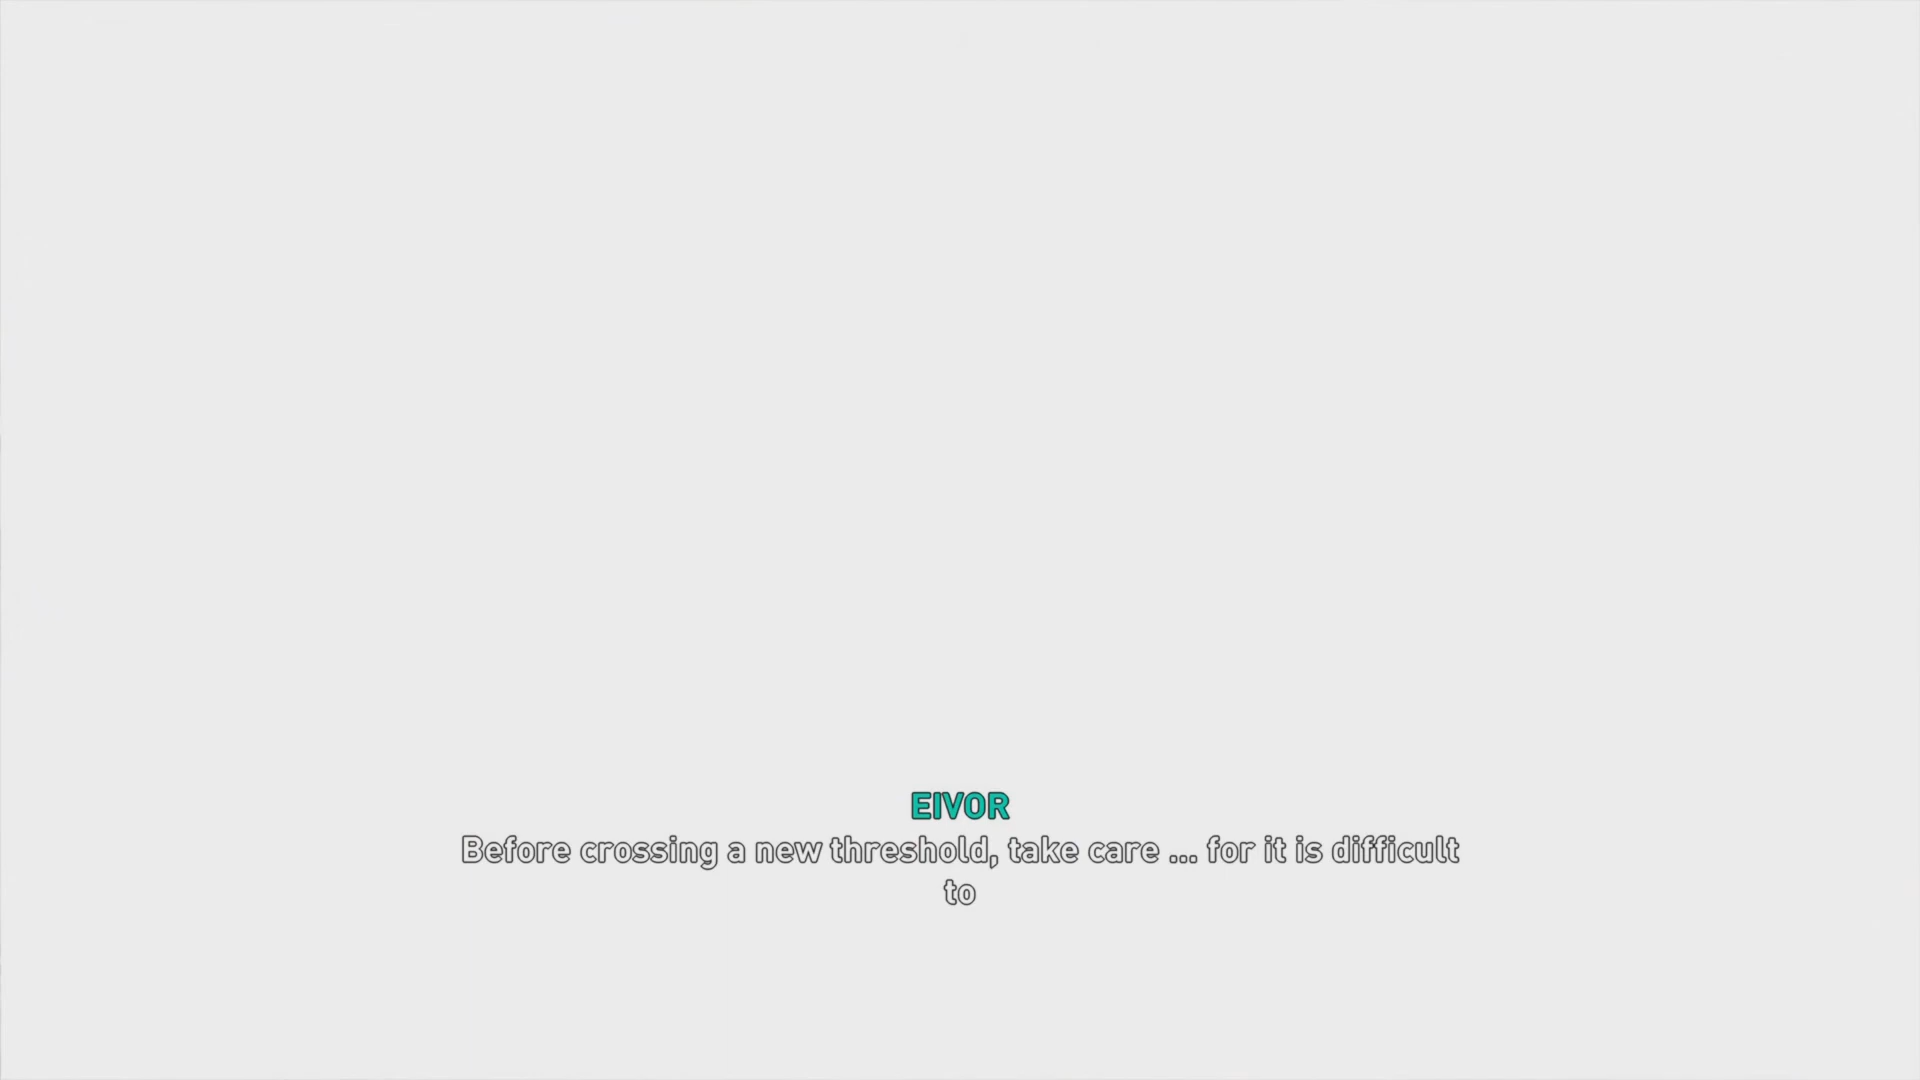 EIVOR
Before crossing a new threshold, take care ... for it is difficult
to